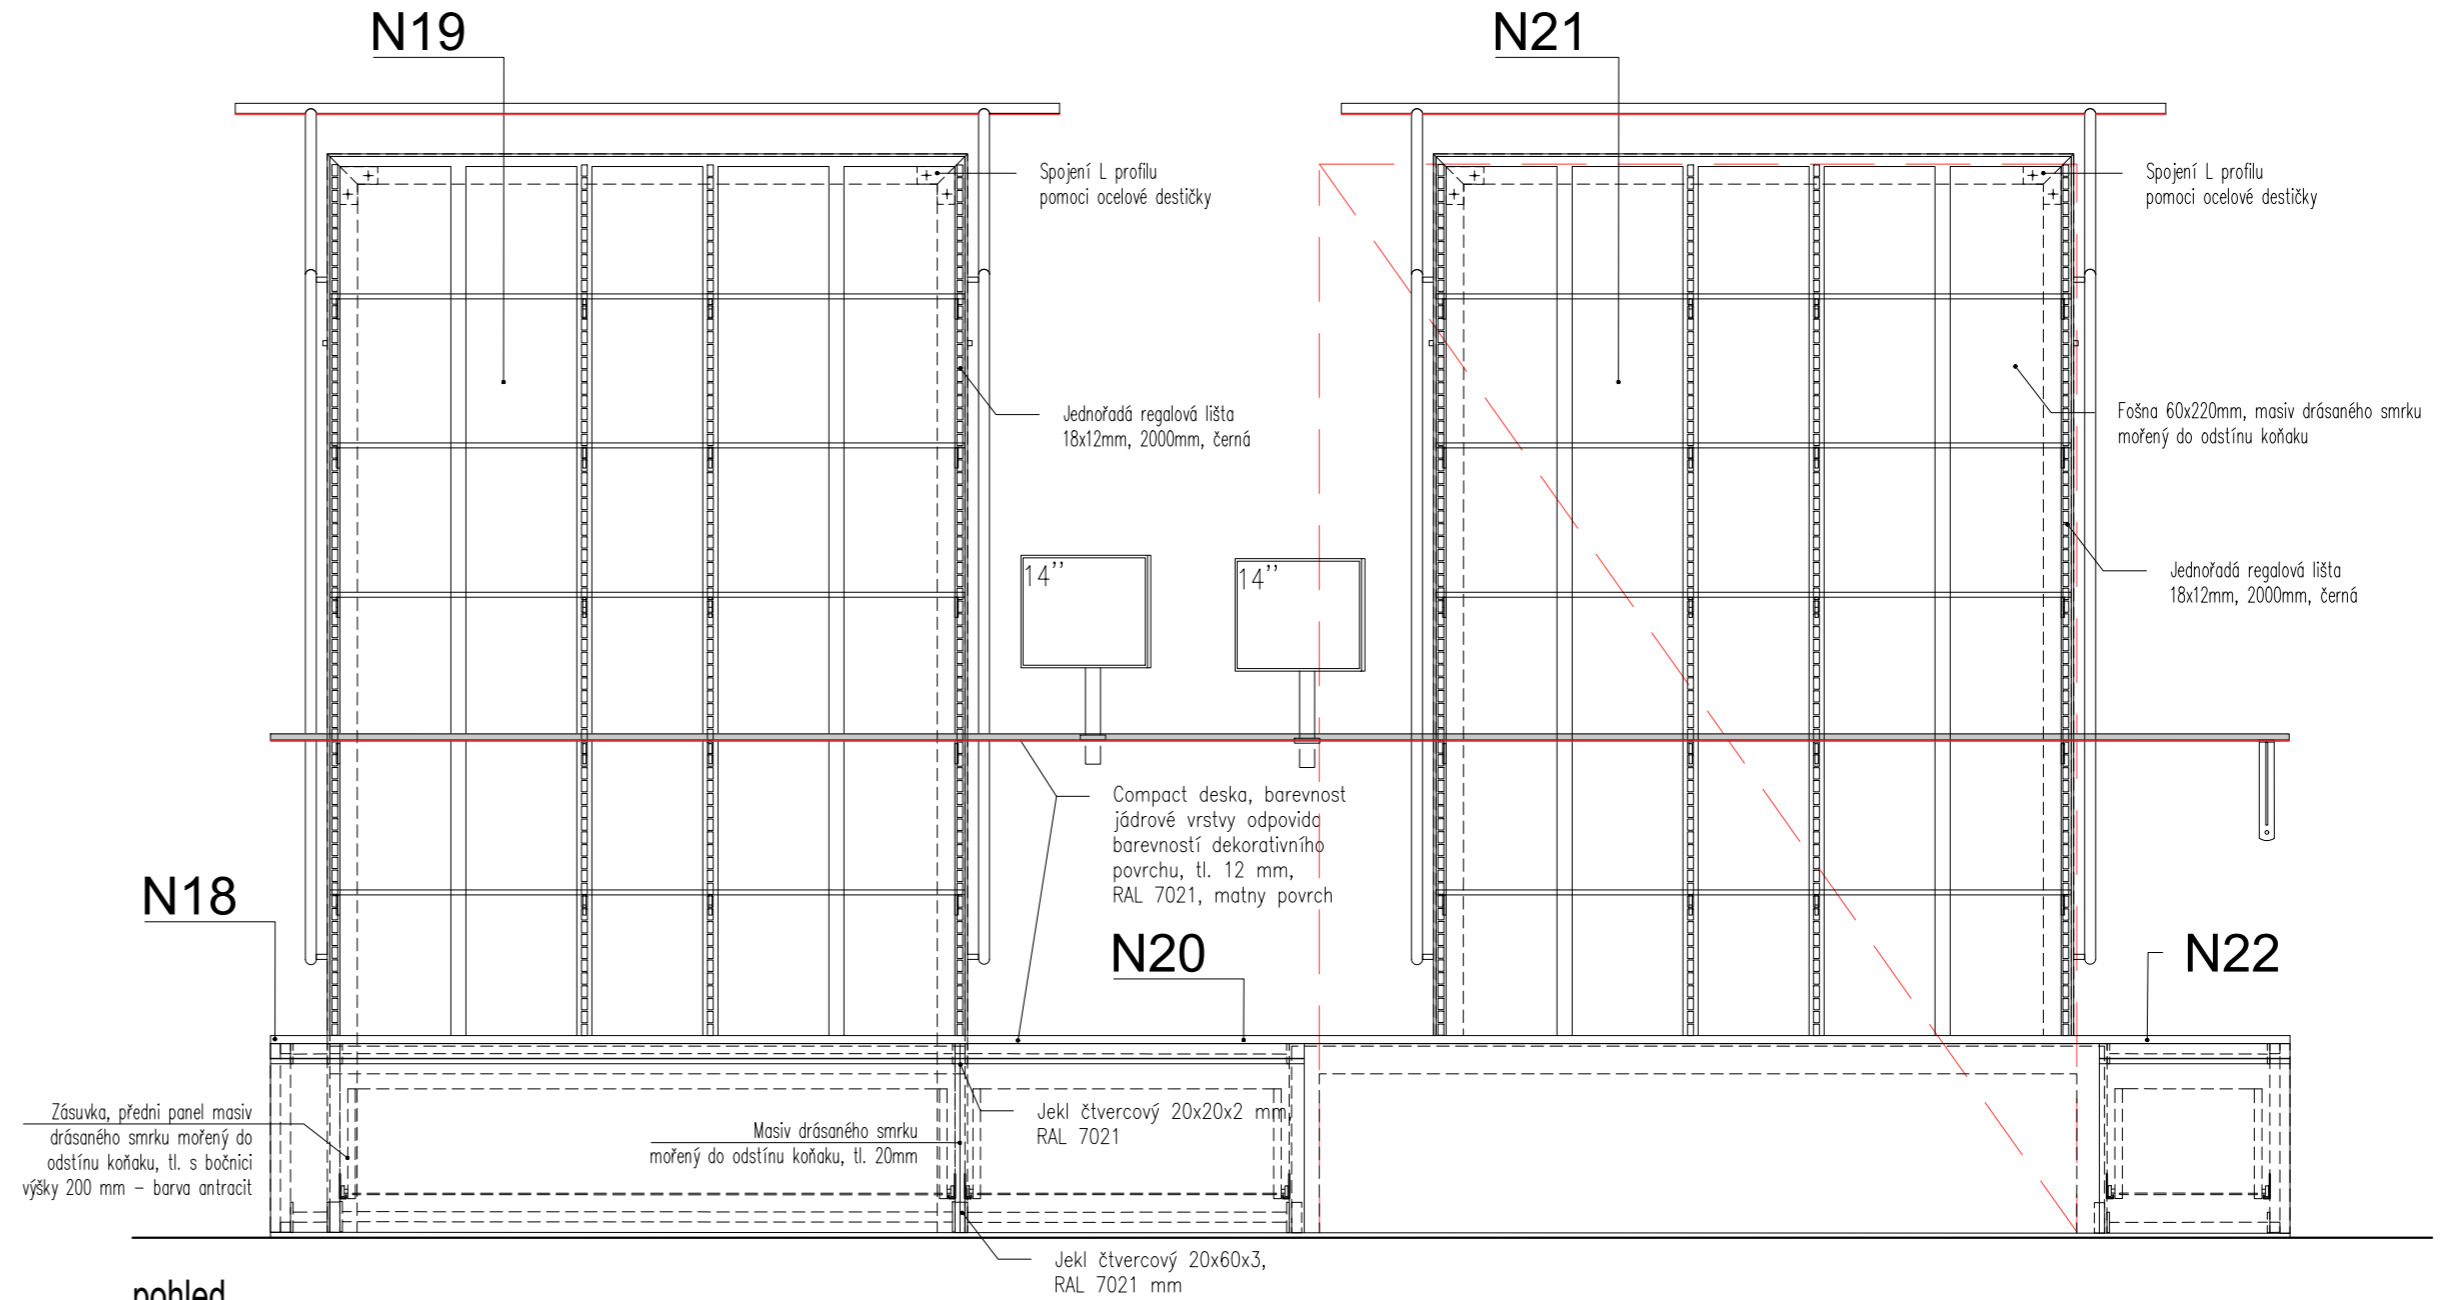 N19
N21
Spojení L profilu
pomoci ocelové destičky
Spojení L profilu
pomoci ocelové destičky
Jednořadá regalová lišta
18x12mm, 2000mm, černá
Fošna 60x220mm, masiv drásaného smrku
mořený do odstínu koňaku
14’’
14’’
Jednořadá regalová lišta
18x12mm, 2000mm, černá
Compact deska, barevnost
jádrové vrstvy odpovida
barevností dekorativního
povrchu, tl. 12 mm,
RAL 7021, matny povrch
N18
N20
N22
Zásuvka, předni panel masiv
drásaného smrku mořený do
odstínu koňaku, tl. s bočnici
výšky 200 mm – barva antracit
Masiv drásaného smrku
mořený do odstínu koňaku, tl. 20mm
Jekl čtvercový 20x20x2 mm,
RAL 7021
Jekl čtvercový 20x60x3,
RAL 7021 mm
pohled